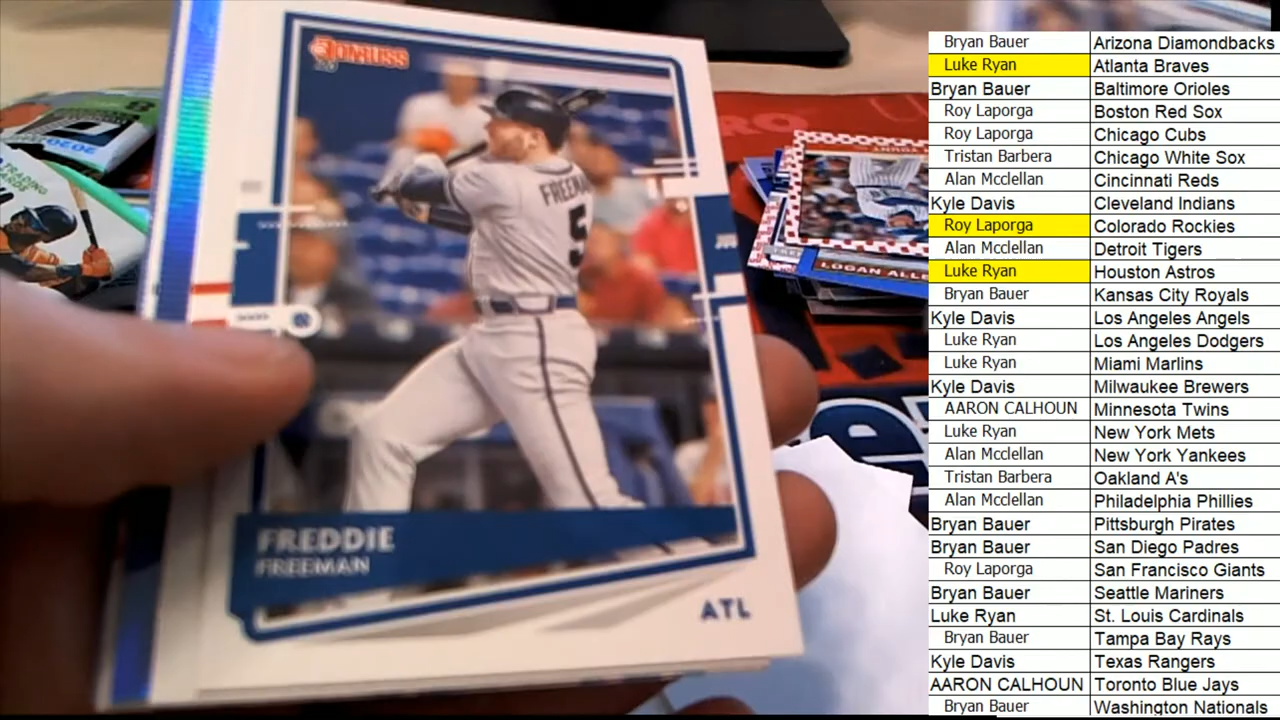 DONRUSS
FREEMAN
5
FREDDIE
FREEMAN
ATL
LOGAN ALLE
Bryan Bauer Arizona Diamondbacks
Luke Ryan Atlanta Braves
Bryan Bauer Baltimore Orioles
Roy Laporga Boston Red Sox
Roy Laporga Chicago Cubs
Tristan Barbera Chicago White Sox
Alan Mcclellan Cincinnati Reds
Kyle Davis Cleveland Indians
Roy Laporga Colorado Rockies
Alan Mcclellan Detroit Tigers
Luke Ryan Houston Astros
Bryan Bauer Kansas City Royals
Kyle Davis Los Angeles Angels
Luke Ryan Los Angeles Dodgers
Luke Ryan Miami Marlins
Kyle Davis Milwaukee Brewers
AARON CALHOUN Minnesota Twins
Luke Ryan New York Mets
Alan Mcclellan New York Yankees
Tristan Barbera Oakland A's
Alan Mcclellan Philadelphia Phillies
Bryan Bauer Pittsburgh Pirates
Bryan Bauer San Diego Padres
Roy Laporga San Francisco Giants
Bryan Bauer Seattle Mariners
Luke Ryan St. Louis Cardinals
Bryan Bauer Tampa Bay Rays
Kyle Davis Texas Rangers
AARON CALHOUN Toronto Blue Jays
Bryan Bauer Washington Nationals